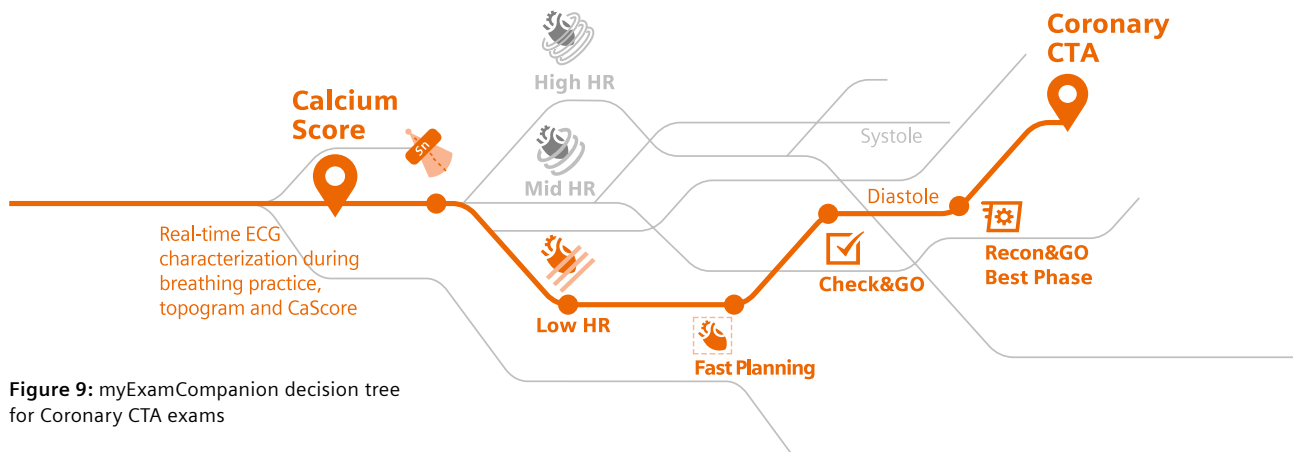 Coronary
CTA
High HR
Calcium
Score
Sn
Systole
Mid HR
Diastole
Real-time ECG
characterization during
breathing practice,
topogram and CaScore
Recon&GO
Best Phase
Check&GO
Low HR
Fast Planning
Figure 9: myExamCompanion decision tree
for Coronary CTA exams